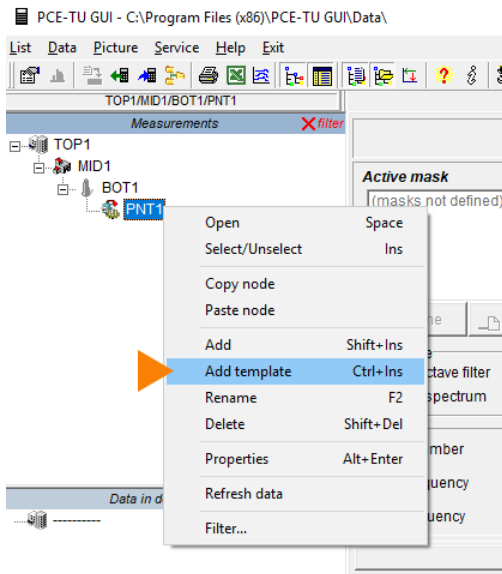 PCE-TU GUI - C:\Program Files (x86)\PCE-TU GUI\Data\
List Data Picture Service Help Exit
TOP1/MID1/BOT1/PNT1
Measurements
filter
TOP1
MID1
BOT1
PNT1
Active mask
(masks not defined)
Open Space
Select/Unselect Ins
Copy node
Paste node
Add Shift+Ins
Add template Ctrl+Ins
Rename F2
Delete Shift+Del
Properties Alt+Enter
Refresh data
Filter...
ctave filter
spectrum
mber
quency
uency
Data in d
----------